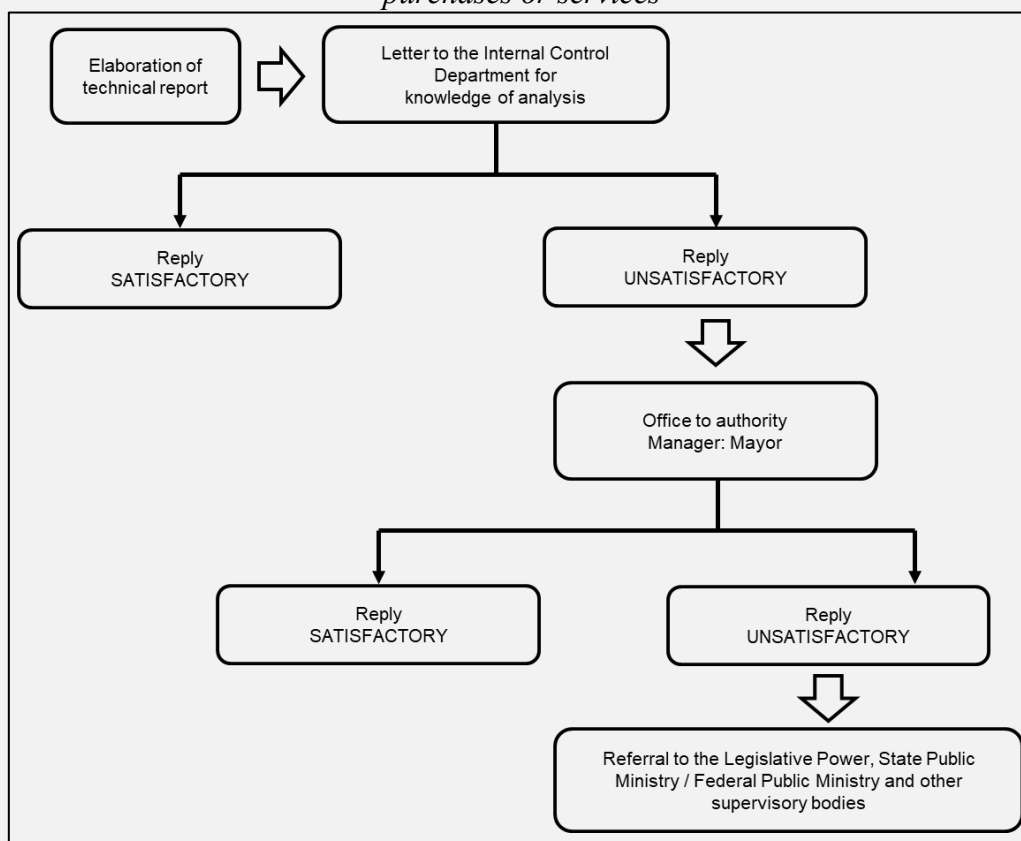 purchases or services
Elaboration of
technical report
Letter to the Internal Control
Department for
knowledge of analysis
Reply
SATISFACTORY
Reply
UNSATISFACTORY
Office to authority
Manager: Mayor
Reply
SATISFACTORY
Reply
UNSATISFACTORY
Referral to the Legislative Power, State Public
Ministry / Federal Public Ministry and other
supervisory bodies